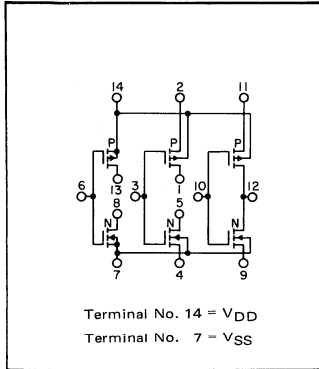 14 2 11
P P P
6 13 3 1 10 12
8 5
N N N
7 4 9
Terminal No. 14 = VDD
Terminal No. 7 = VSS